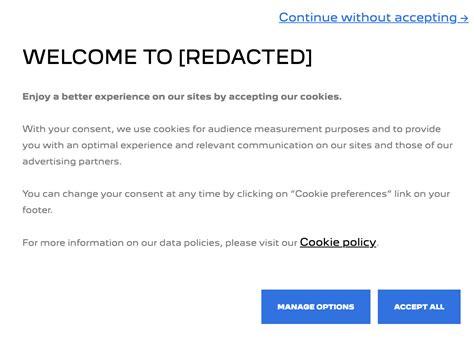 Continue without accepting →
WELCOME TO [REDACTED]
Enjoy a better experience on our sites by accepting our cookies.
With your consent, we use cookies for audience measurement purposes and to provide
you with an optimal experience and relevant communication on our sites and those of our
advertising partners.
You can change your consent at any time by clicking on "Cookie preferences" link on your
footer.
For more information on our data policies, please visit our Cookie policy.
MANAGE OPTIONS
ACCEPT ALL